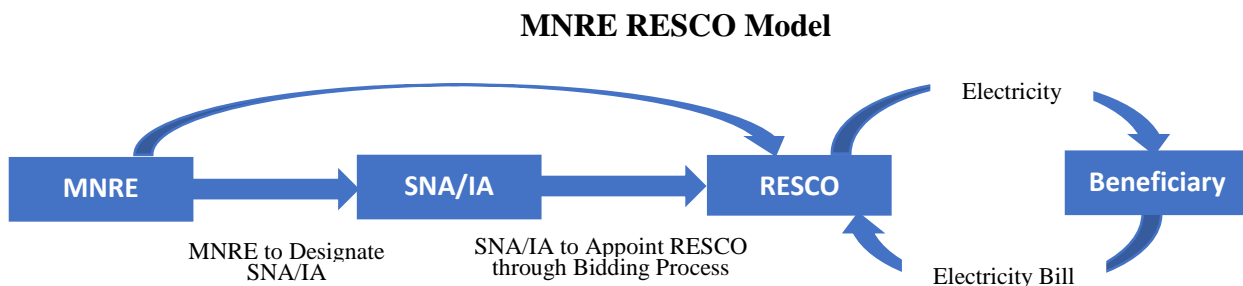 MNRE RESCO Model
Electricity
MNRE
SNA/IA
RESCO
Beneficiary
MNRE to Designate
SNA/IA
SNA/IA to Appoint RESCO
through Bidding Process
Electricity Bill